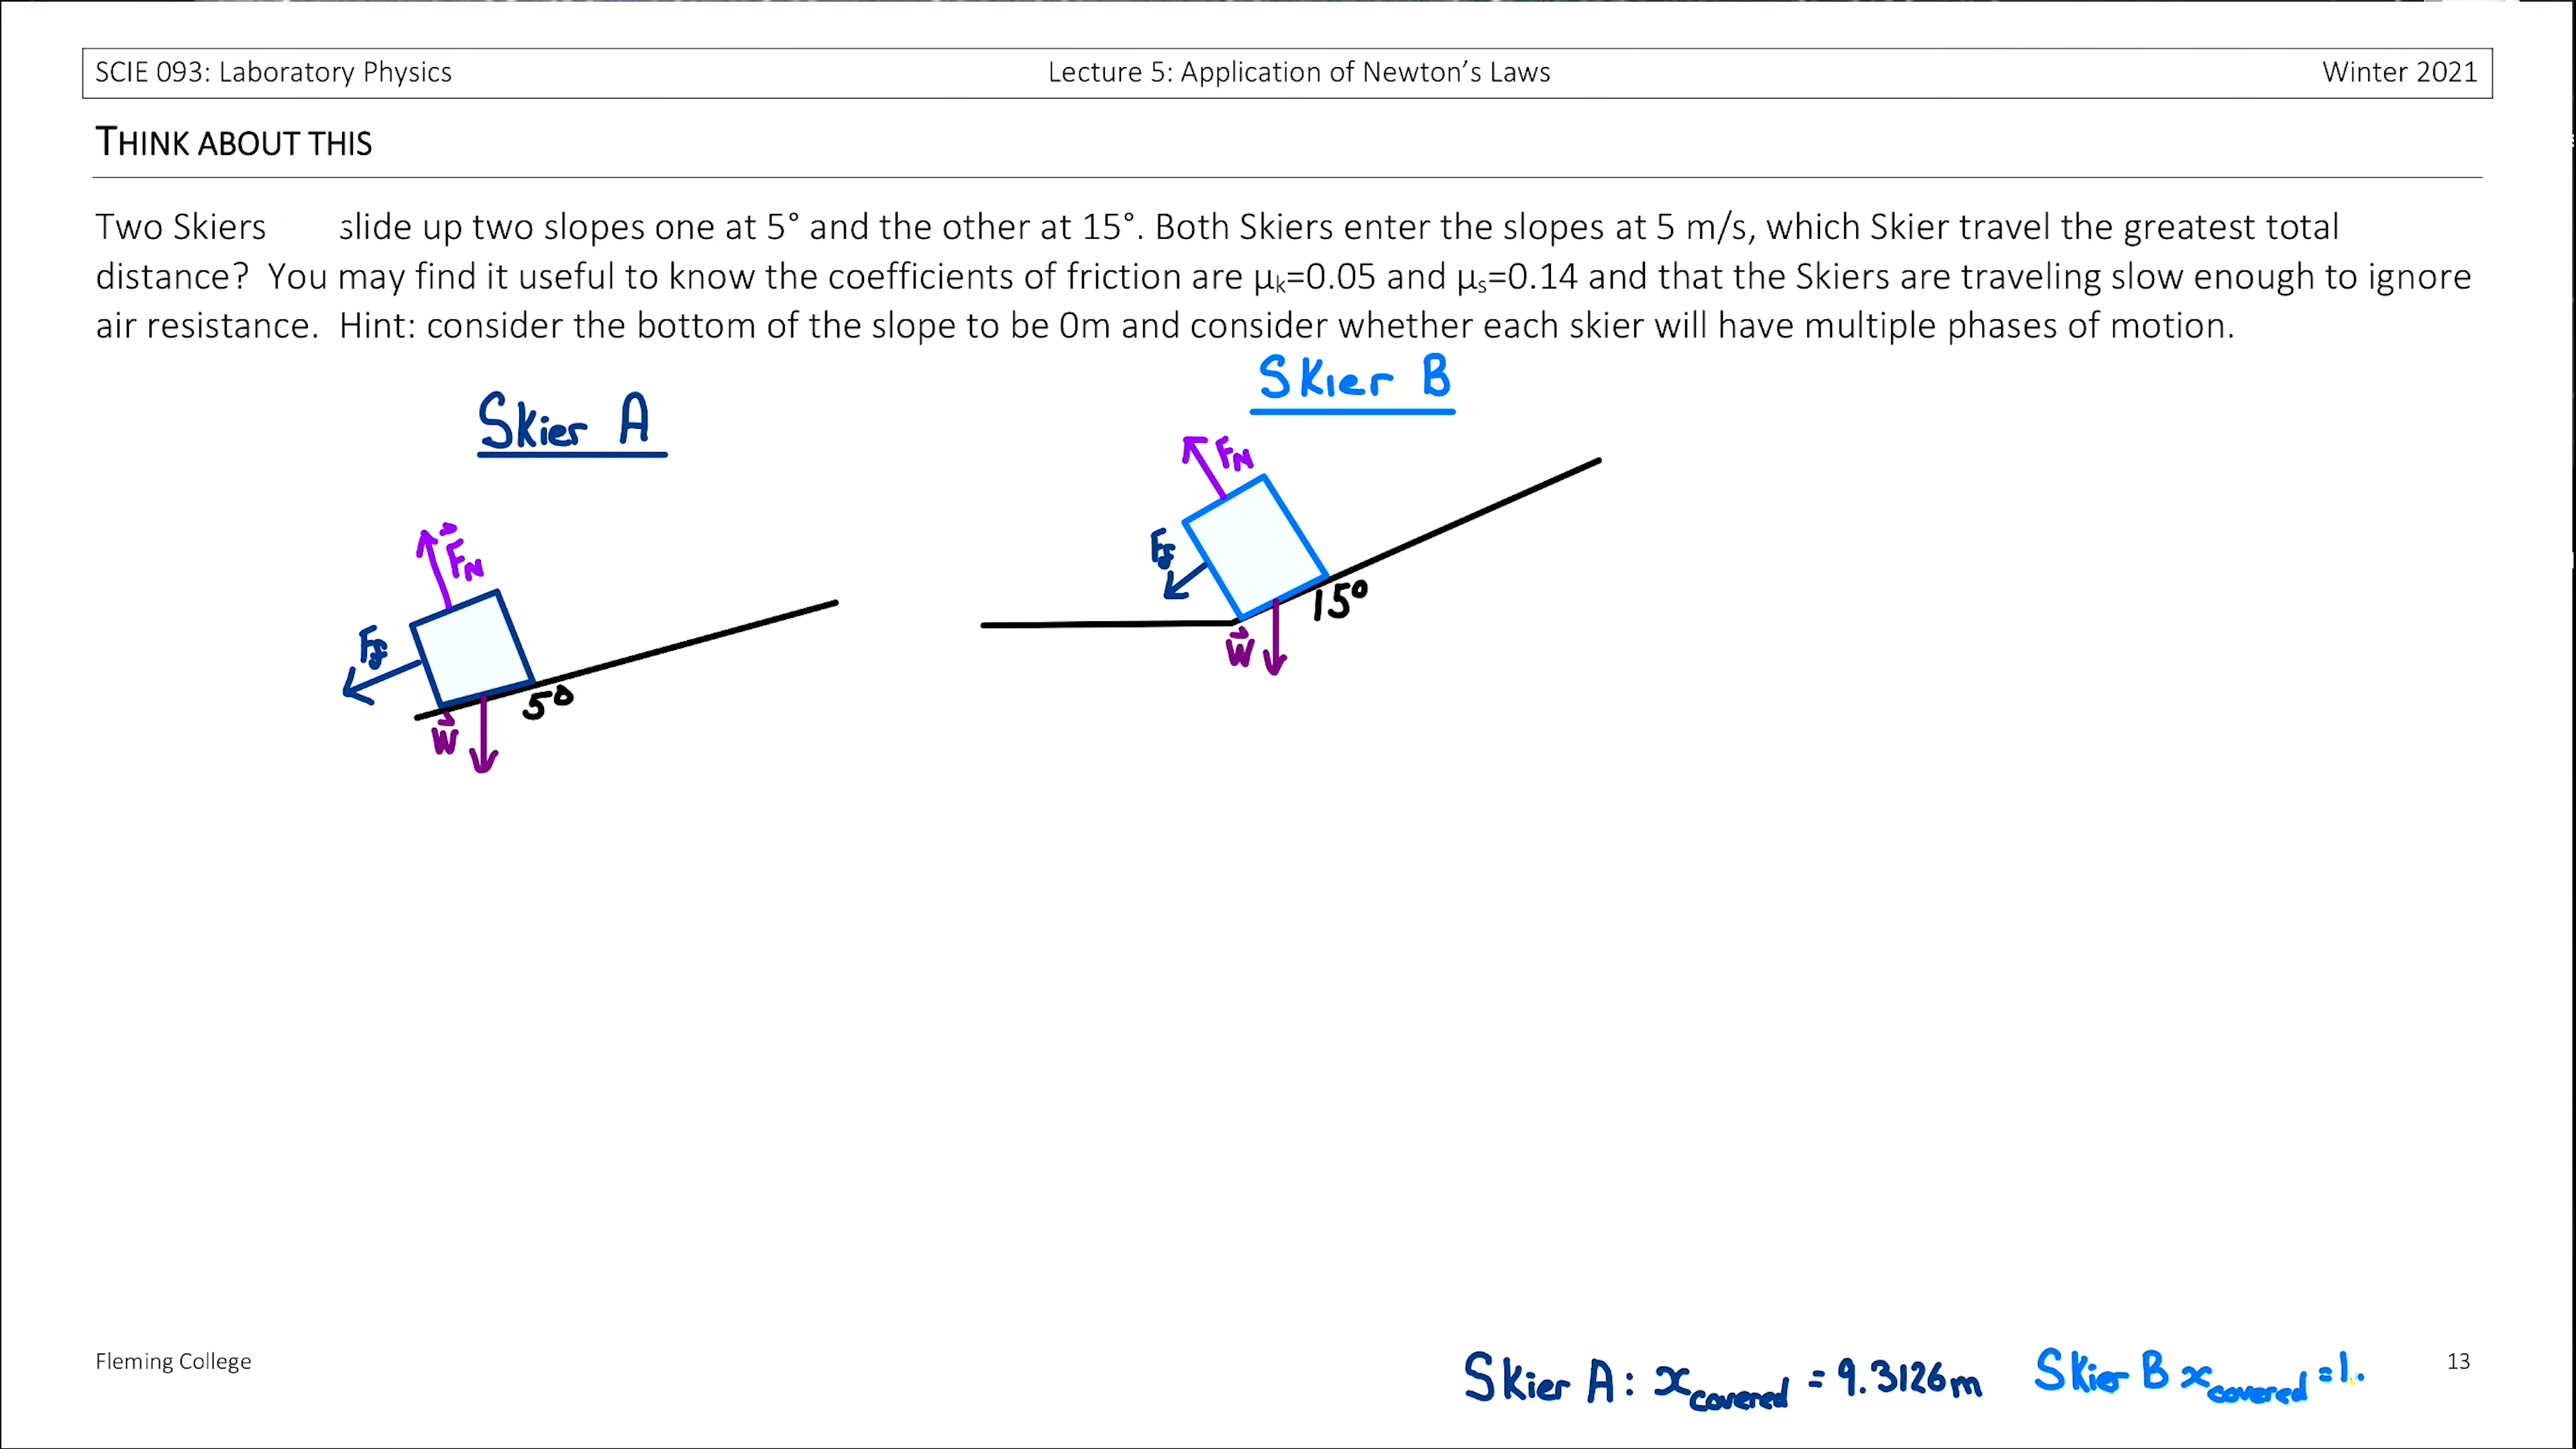 SCIE 093: Laboratory Physics Lecture 5: Application of Newton's Laws Winter 2021
THINK ABOUT THIS
Two Skiers slide up two slopes one at 5° and the other at 15°. Both Skiers enter the slopes at 5 m/s, which Skier travel the greatest total
distance? You may find it useful to know the coefficients of friction are μk=0.05 and μs=0.14 and that the Skiers are traveling slow enough to ignore
air resistance. Hint: consider the bottom of the slope to be 0m and consider whether each skier will have multiple phases of motion.
Skier A
Skier B
FN
Ff
W
5°
FN
Ff
W
15°
Fleming College
Skier A: xcovered = 9.3126m Skier B xcovered = 1.
13